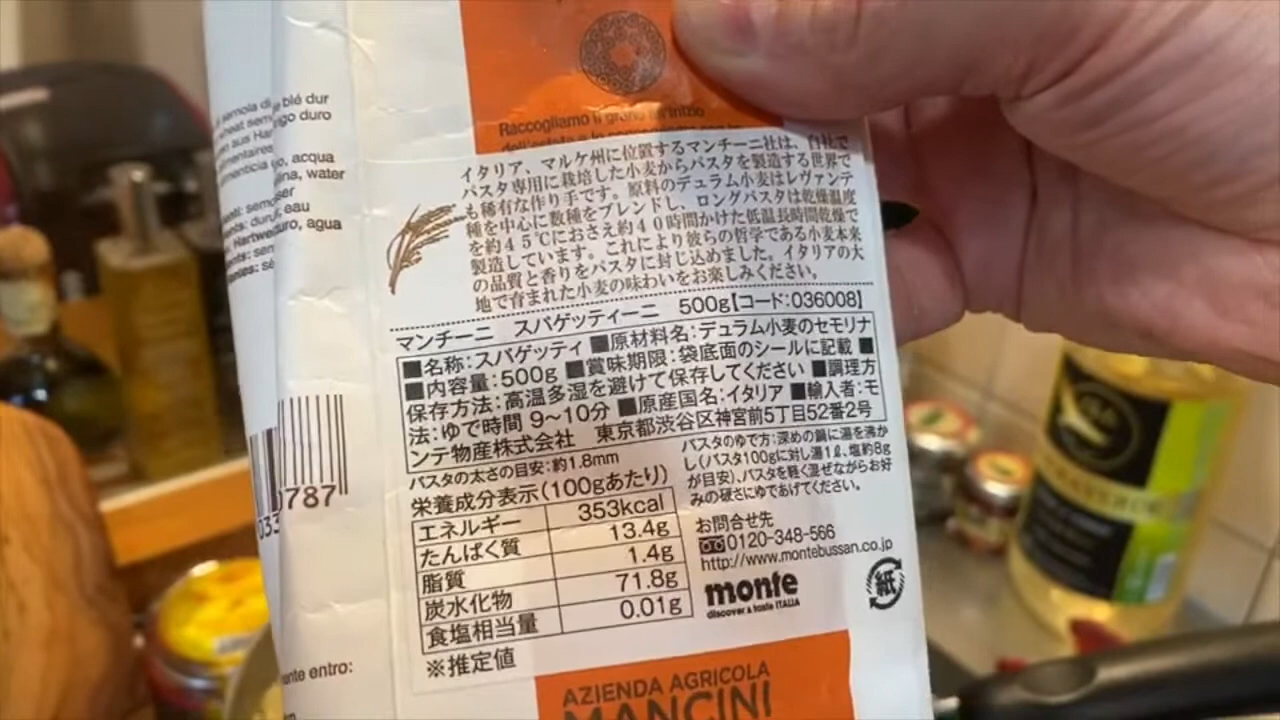 blé dur
igo duro
o, acqua
ina, water
eau
uro, agua
787
033
Raccogliamo il grano
イタリア、マルケ州に位置するマンチーニ社は、自社で
パスタ専用に栽培した小麦からパスタを製造する世界で
も稀有な作り手です。原料のデュラム小麦はレヴァンテ
種を中心に数種をブレンドし、ロングパスタは乾燥温度
を約45℃におさえ約40時間かけた低温長時間乾燥で
製造しています。これにより彼らの哲学である小麦本来
の品質と香りをパスタに封じ込めました。イタリアの大
地で育まれた小麦の味わいをお楽しみください。
マンチーニ スパゲッティーニ 500g【コード:036008】
■名称:スパゲッティ ■原材料名:デュラム小麦のセモリナ
■内容量:500g ■賞味期限:袋底面のシールに記載 ■
保存方法:高温多湿を避けて保存してください ■調理方
法:ゆで時間 9~10分 ■原産国名:イタリア ■輸入者:モ
ンテ物産株式会社 東京都渋谷区神宮前5丁目52番2号
パスタの太さの目安:約1.8mm
栄養成分表示(100gあたり)
エネルギー 353kcal
たんぱく質 13.4g
脂質 1.4g
炭水化物 71.8g
食塩相当量 0.01g
※推定値
パスタのゆで方:深めの鍋に湯を沸か
し(パスタ100gに対し湯1ℓ、塩約8g
が目安)、パスタを軽く混ぜながらお好
みの硬さにゆであげてください。
お問合せ先
0120-348-566
http://www.montebussan.co.jp
monte
discover & taste ITALIA
紙
ente entro:
AZIENDA AGRICOLA
MANCINI